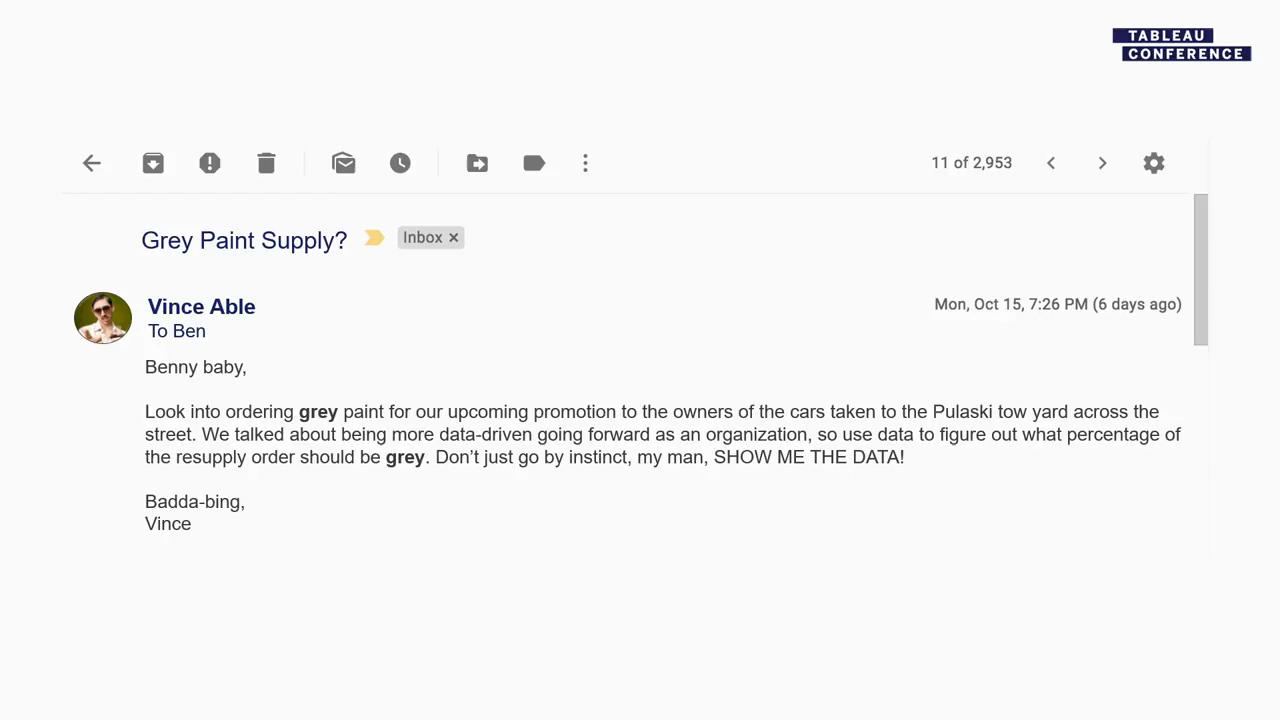 TABLEAU
CONFERENCE
11 of 2,953
Grey Paint Supply?
Inbox ×
Vince Able
Mon, Oct 15, 7:26 PM (6 days ago)
To Ben
Benny baby,
Look into ordering grey paint for our upcoming promotion to the owners of the cars taken to the Pulaski tow yard across the
street. We talked about being more data-driven going forward as an organization, so use data to figure out what percentage of
the resupply order should be grey. Don’t just go by instinct, my man, SHOW ME THE DATA!
Badda-bing,
Vince